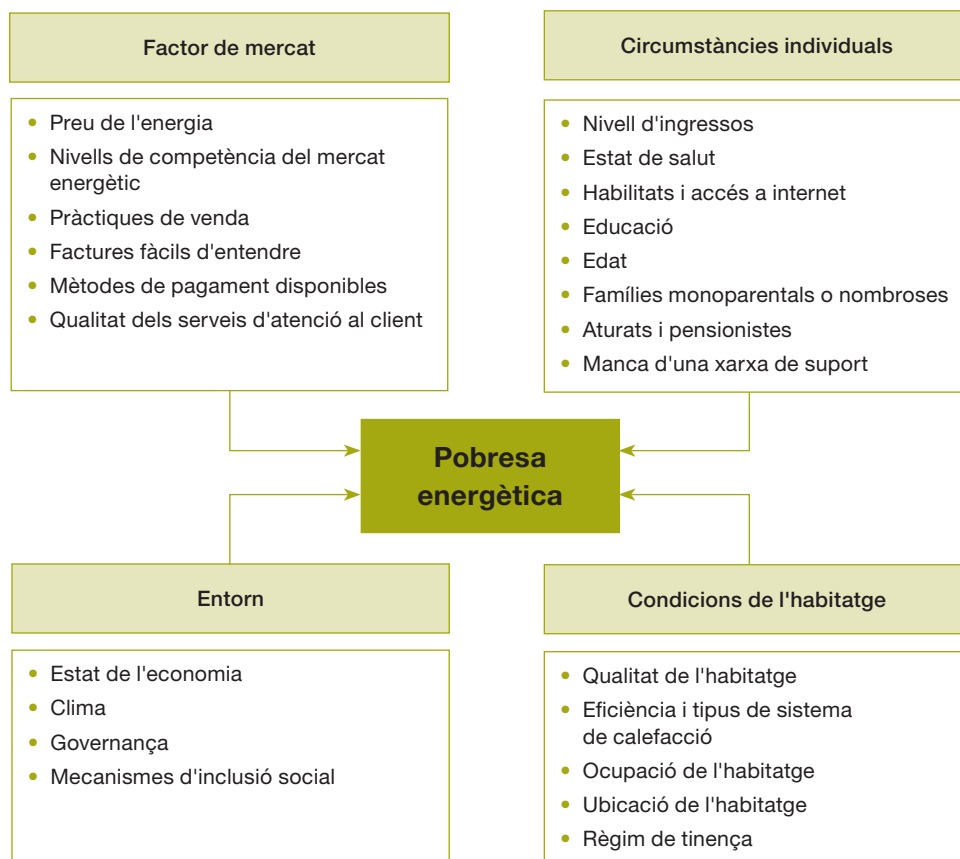 Factor de mercat
• Preu de l'energia
• Nivells de competència del mercat
energètic
• Pràctiques de venda
• Factures fàcils d'entendre
• Mètodes de pagament disponibles
• Qualitat dels serveis d'atenció al client
Circumstàncies individuals
• Nivell d'ingressos
• Estat de salut
• Habilitats i accés a internet
• Educació
• Edat
• Famílies monoparentals o nombroses
• Aturats i pensionistes
• Manca d'una xarxa de suport
Pobresa
energètica
Entorn
• Estat de l'economia
• Clima
• Governança
• Mecanismes d'inclusió social
Condicions de l'habitatge
• Qualitat de l'habitatge
• Eficiència i tipus de sistema
de calefacció
• Ocupació de l'habitatge
• Ubicació de l'habitatge
• Règim de tinença